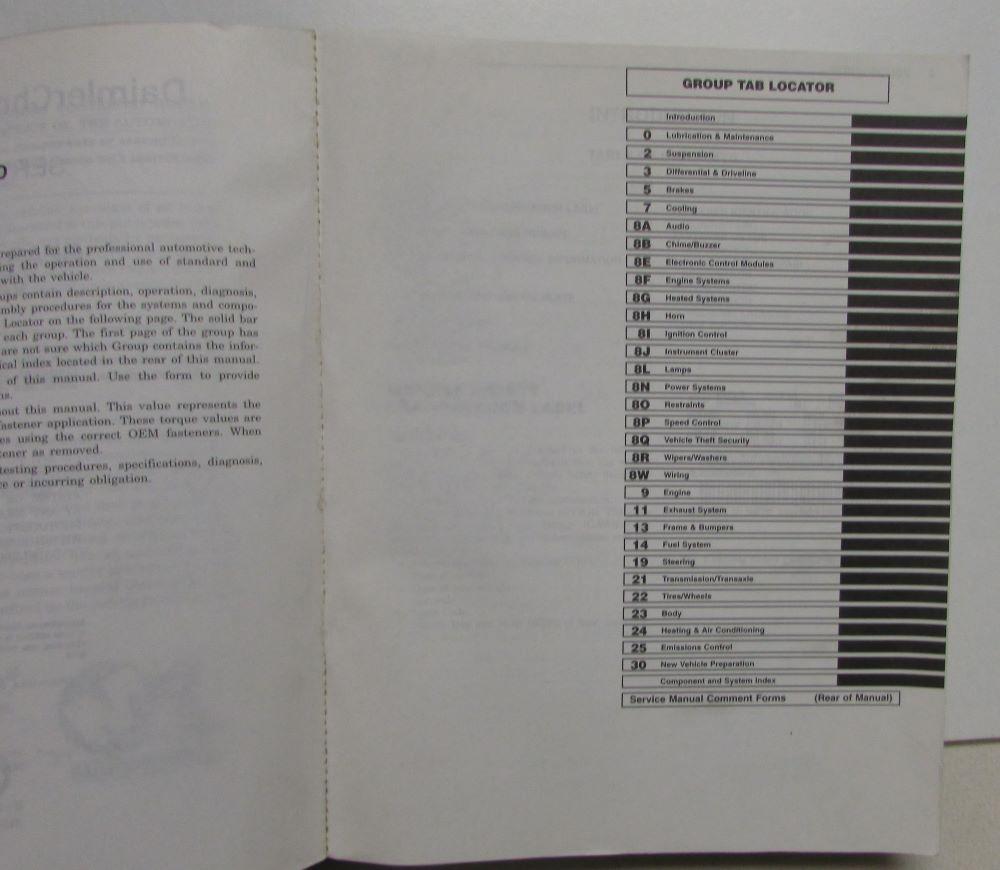 repared for the professional automotive tech-
ing the operation and use of standard and
with the vehicle.
ups contain description, operation, diagnosis,
mbly procedures for the systems and compo-
Locator on the following page. The solid bar
each group. The first page of the group has
are not sure which Group contains the infor-
ical index located in the rear of this manual.
of this manual. Use the form to provide
ns.
out this manual. This value represents the
fastener application. These torque values are
es using the correct OEM fasteners. When
tener as removed.
testing procedures, specifications, diagnosis,
ce or incurring obligation.
GROUP TAB LOCATOR
Introduction
0 Lubrication & Maintenance
2 Suspension
3 Differential & Driveline
5 Brakes
7 Cooling
8A Audio
8B Chime/Buzzer
8E Electronic Control Modules
8F Engine Systems
8G Heated Systems
8H Horn
8I Ignition Control
8J Instrument Cluster
8L Lamps
8N Power Systems
8O Restraints
8P Speed Control
8Q Vehicle Theft Security
8R Wipers/Washers
8W Wiring
9 Engine
11 Exhaust System
13 Frame & Bumpers
14 Fuel System
19 Steering
21 Transmission/Transaxle
22 Tires/Wheels
23 Body
24 Heating & Air Conditioning
25 Emissions Control
30 New Vehicle Preparation
Component and System Index
Service Manual Comment Forms (Rear of Manual)